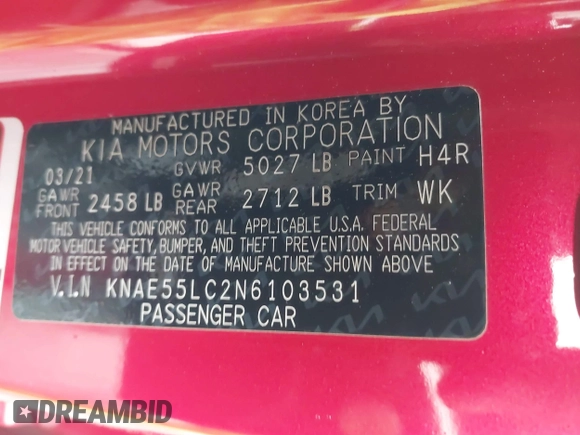 MANUFACTURED IN KOREA BY
KIA MOTORS CORPORATION
03/21 GVWR 5027 LB PAINT H4R
GAWR FRONT 2458 LB GAWR REAR 2712 LB TRIM WK
THIS VEHICLE CONFORMS TO ALL APPLICABLE U.S.A. FEDERAL
MOTOR VEHICLE SAFETY, BUMPER, AND THEFT PREVENTION STANDARDS
IN EFFECT ON THE DATE OF MANUFACTURE SHOWN ABOVE
V.I.N KNAE55LC2N6103531
PASSENGER CAR
DREAMBID